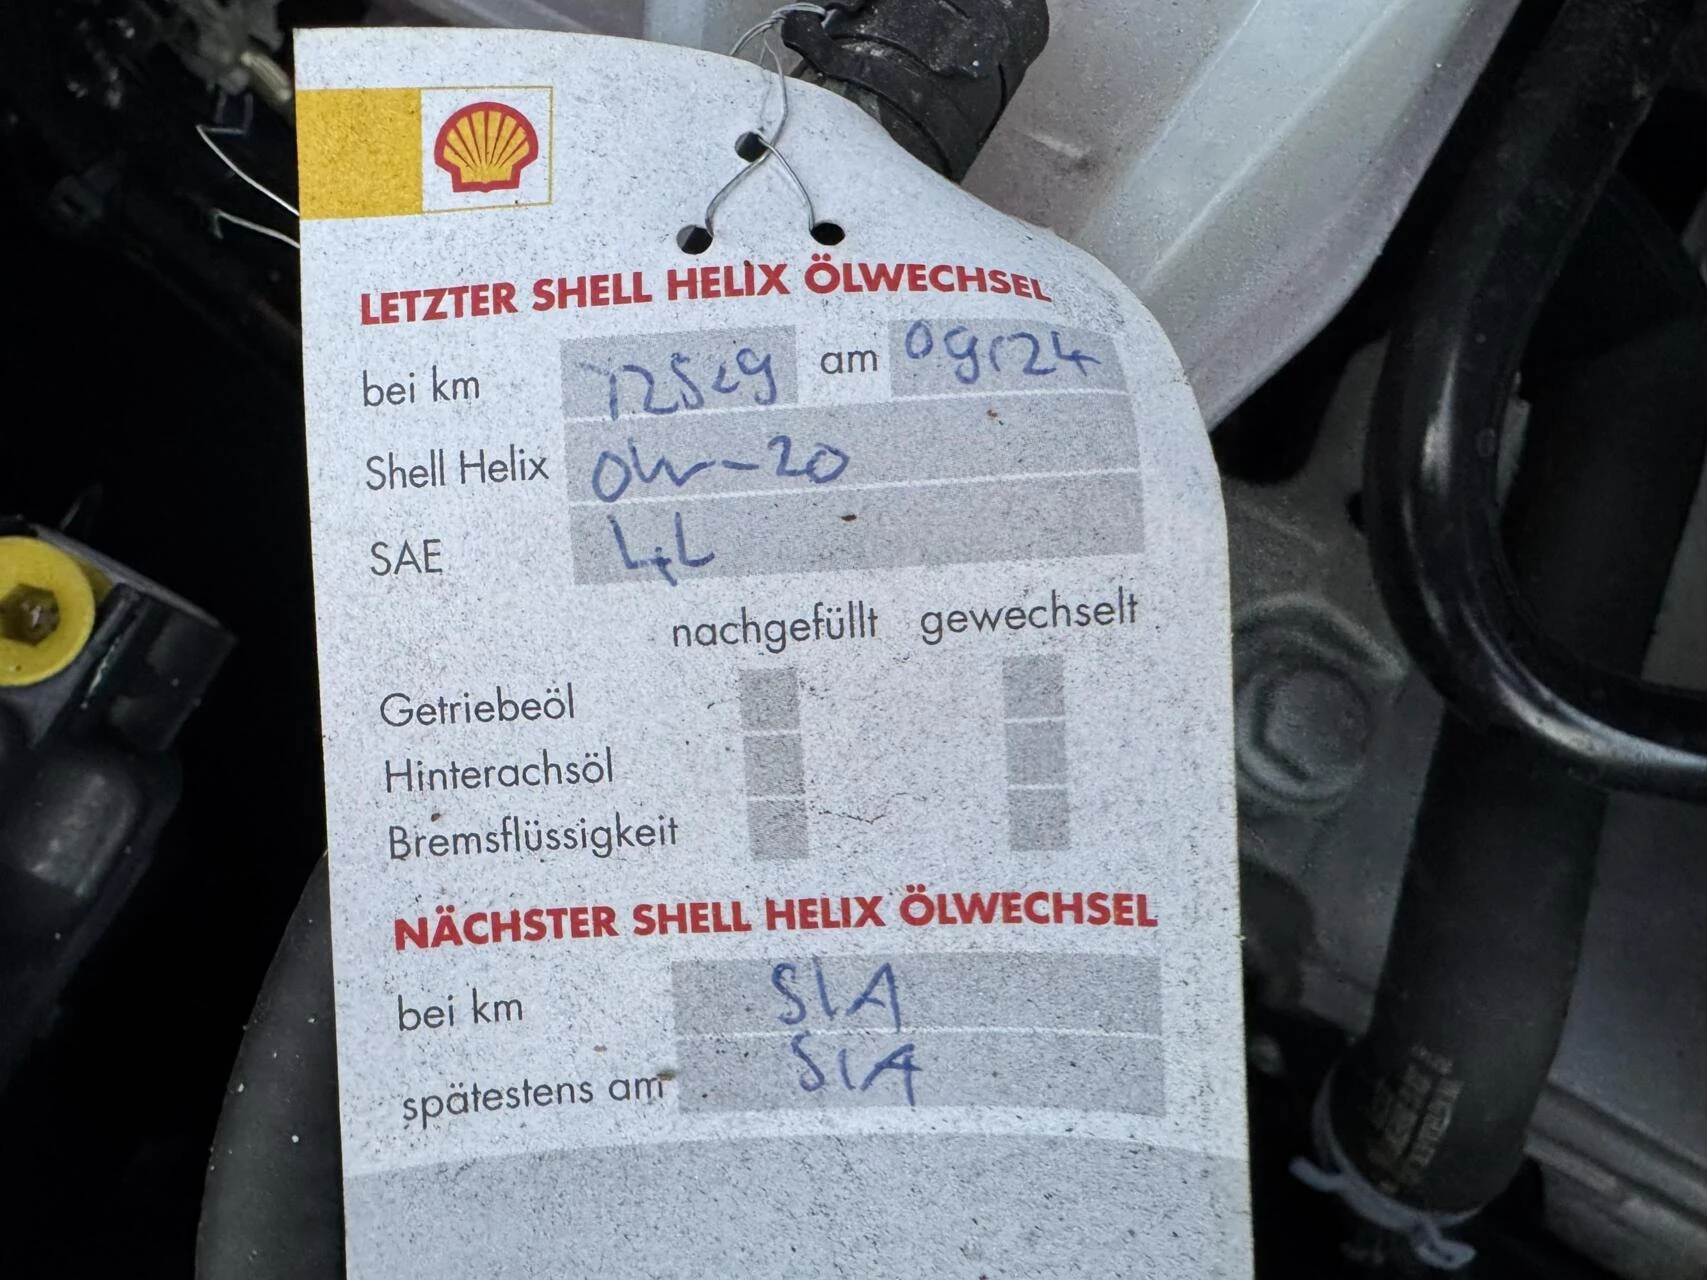 LETZTER SHELL HELIX ÖLWECHSEL
bei km am 09/24
Shell Helix 0W-20
SAE 4L
nachgefüllt gewechselt
Getriebeöl
Hinterachsöl
Bremsflüssigkeit
NÄCHSTER SHELL HELIX ÖLWECHSEL
bei km SIA
spätestens am SIA